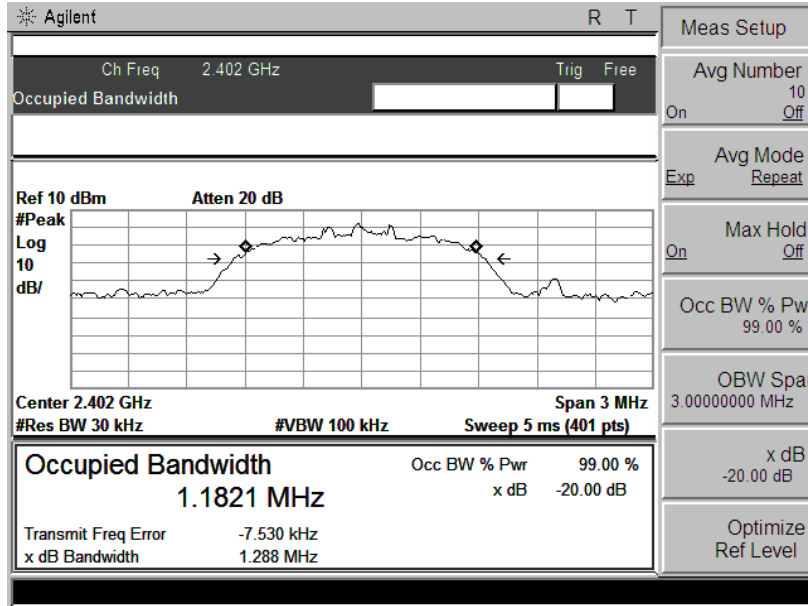 Agilent R T
Ch Freq 2.402 GHz Trig Free
Occupied Bandwidth
Ref 10 dBm Atten 20 dB
#Peak
Log
10
dB/
Center 2.402 GHz Span 3 MHz
#Res BW 30 kHz #VBW 100 kHz Sweep 5 ms (401 pts)
Occupied Bandwidth Occ BW % Pwr 99.00 %
1.1821 MHz x dB -20.00 dB
Transmit Freq Error -7.530 kHz
x dB Bandwidth 1.288 MHz
Meas Setup
Avg Number
10
On Off
Avg Mode
Exp Repeat
Max Hold
On Off
Occ BW % Pw
99.00 %
OBW Spa
3.00000000 MHz
x dB
-20.00 dB
Optimize
Ref Level